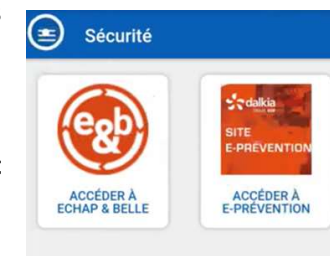 Sécurité
e&b
ACCÉDER À
ECHAP & BELLE
dalkia
SITE
E-PRÉVENTION
ACCÉDER À
E-PRÉVENTION